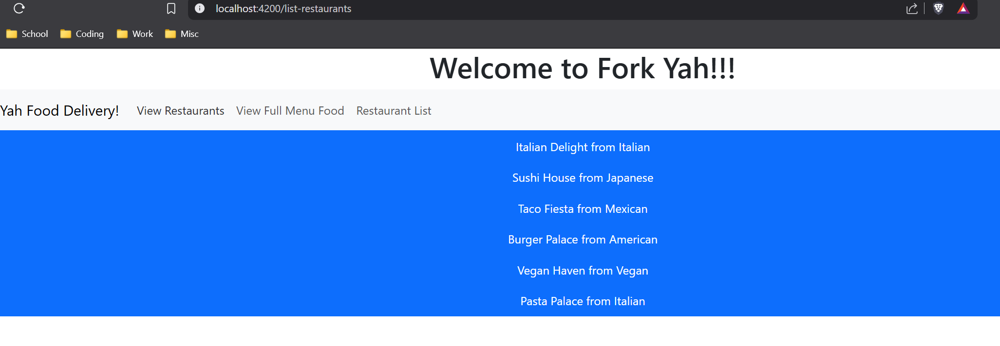 localhost:4200/list-restaurants
School Coding Work Misc
Welcome to Fork Yah!!!
Yah Food Delivery! View Restaurants View Full Menu Food Restaurant List
Italian Delight from Italian
Sushi House from Japanese
Taco Fiesta from Mexican
Burger Palace from American
Vegan Haven from Vegan
Pasta Palace from Italian